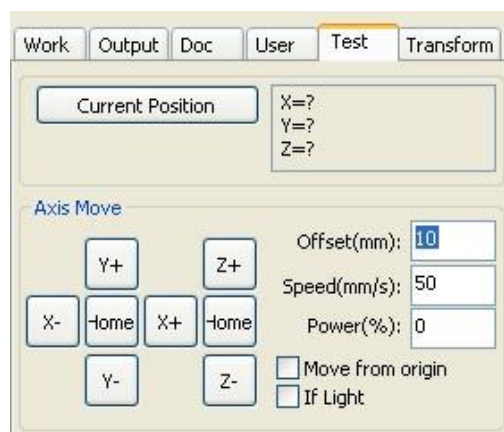 Work Output Doc User Test Transform
Current Position
X=?
Y=?
Z=?
Axis Move
Y+ Z+
X- Home X+ Home
Y- Z-
Offset(mm): 10
Speed(mm/s): 50
Power(%): 0
Move from origin
If Light